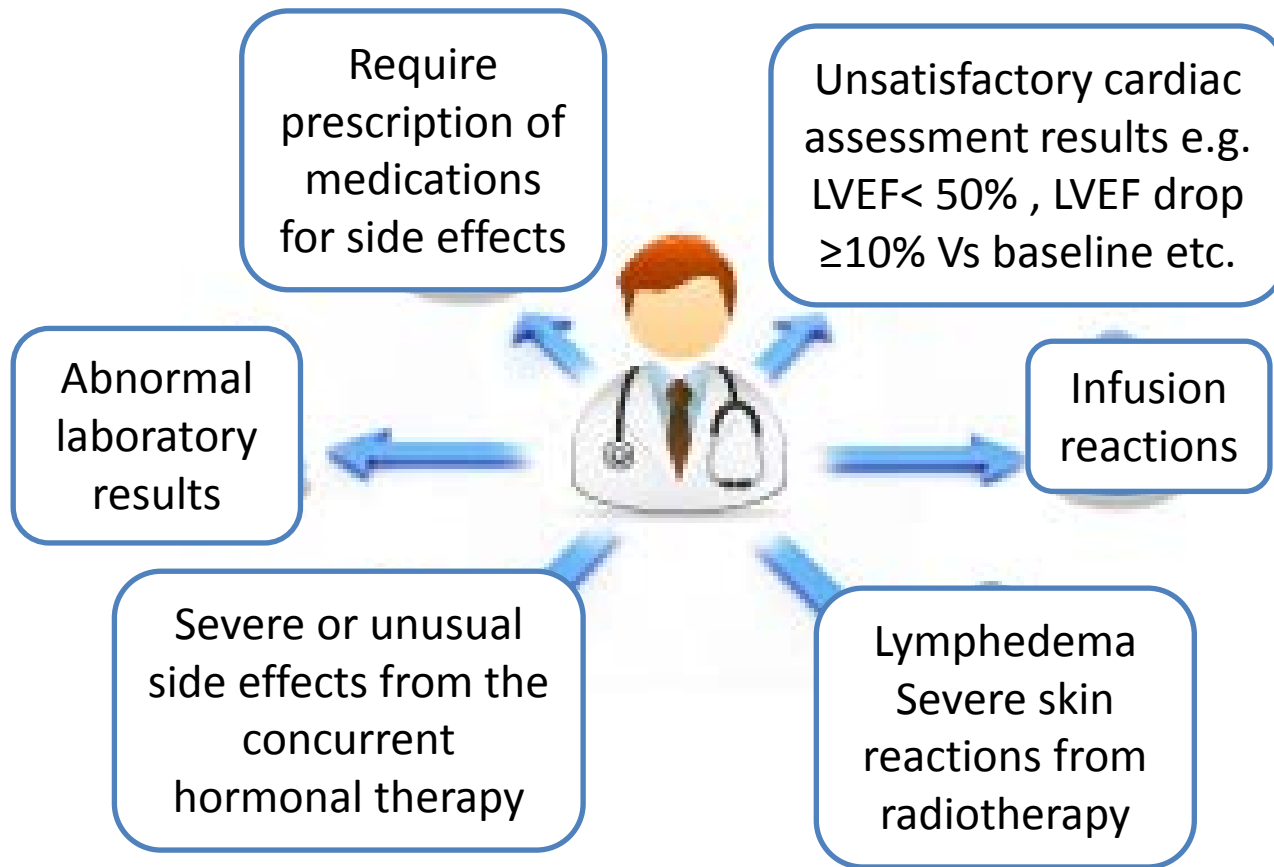 Require
prescription of
medications
for side effects
Unsatisfactory cardiac
assessment results e.g.
LVEF< 50% , LVEF drop
≥10% Vs baseline etc.
Abnormal
laboratory
results
Infusion
reactions
Severe or unusual
side effects from the
concurrent
hormonal therapy
Lymphedema
Severe skin
reactions from
radiotherapy